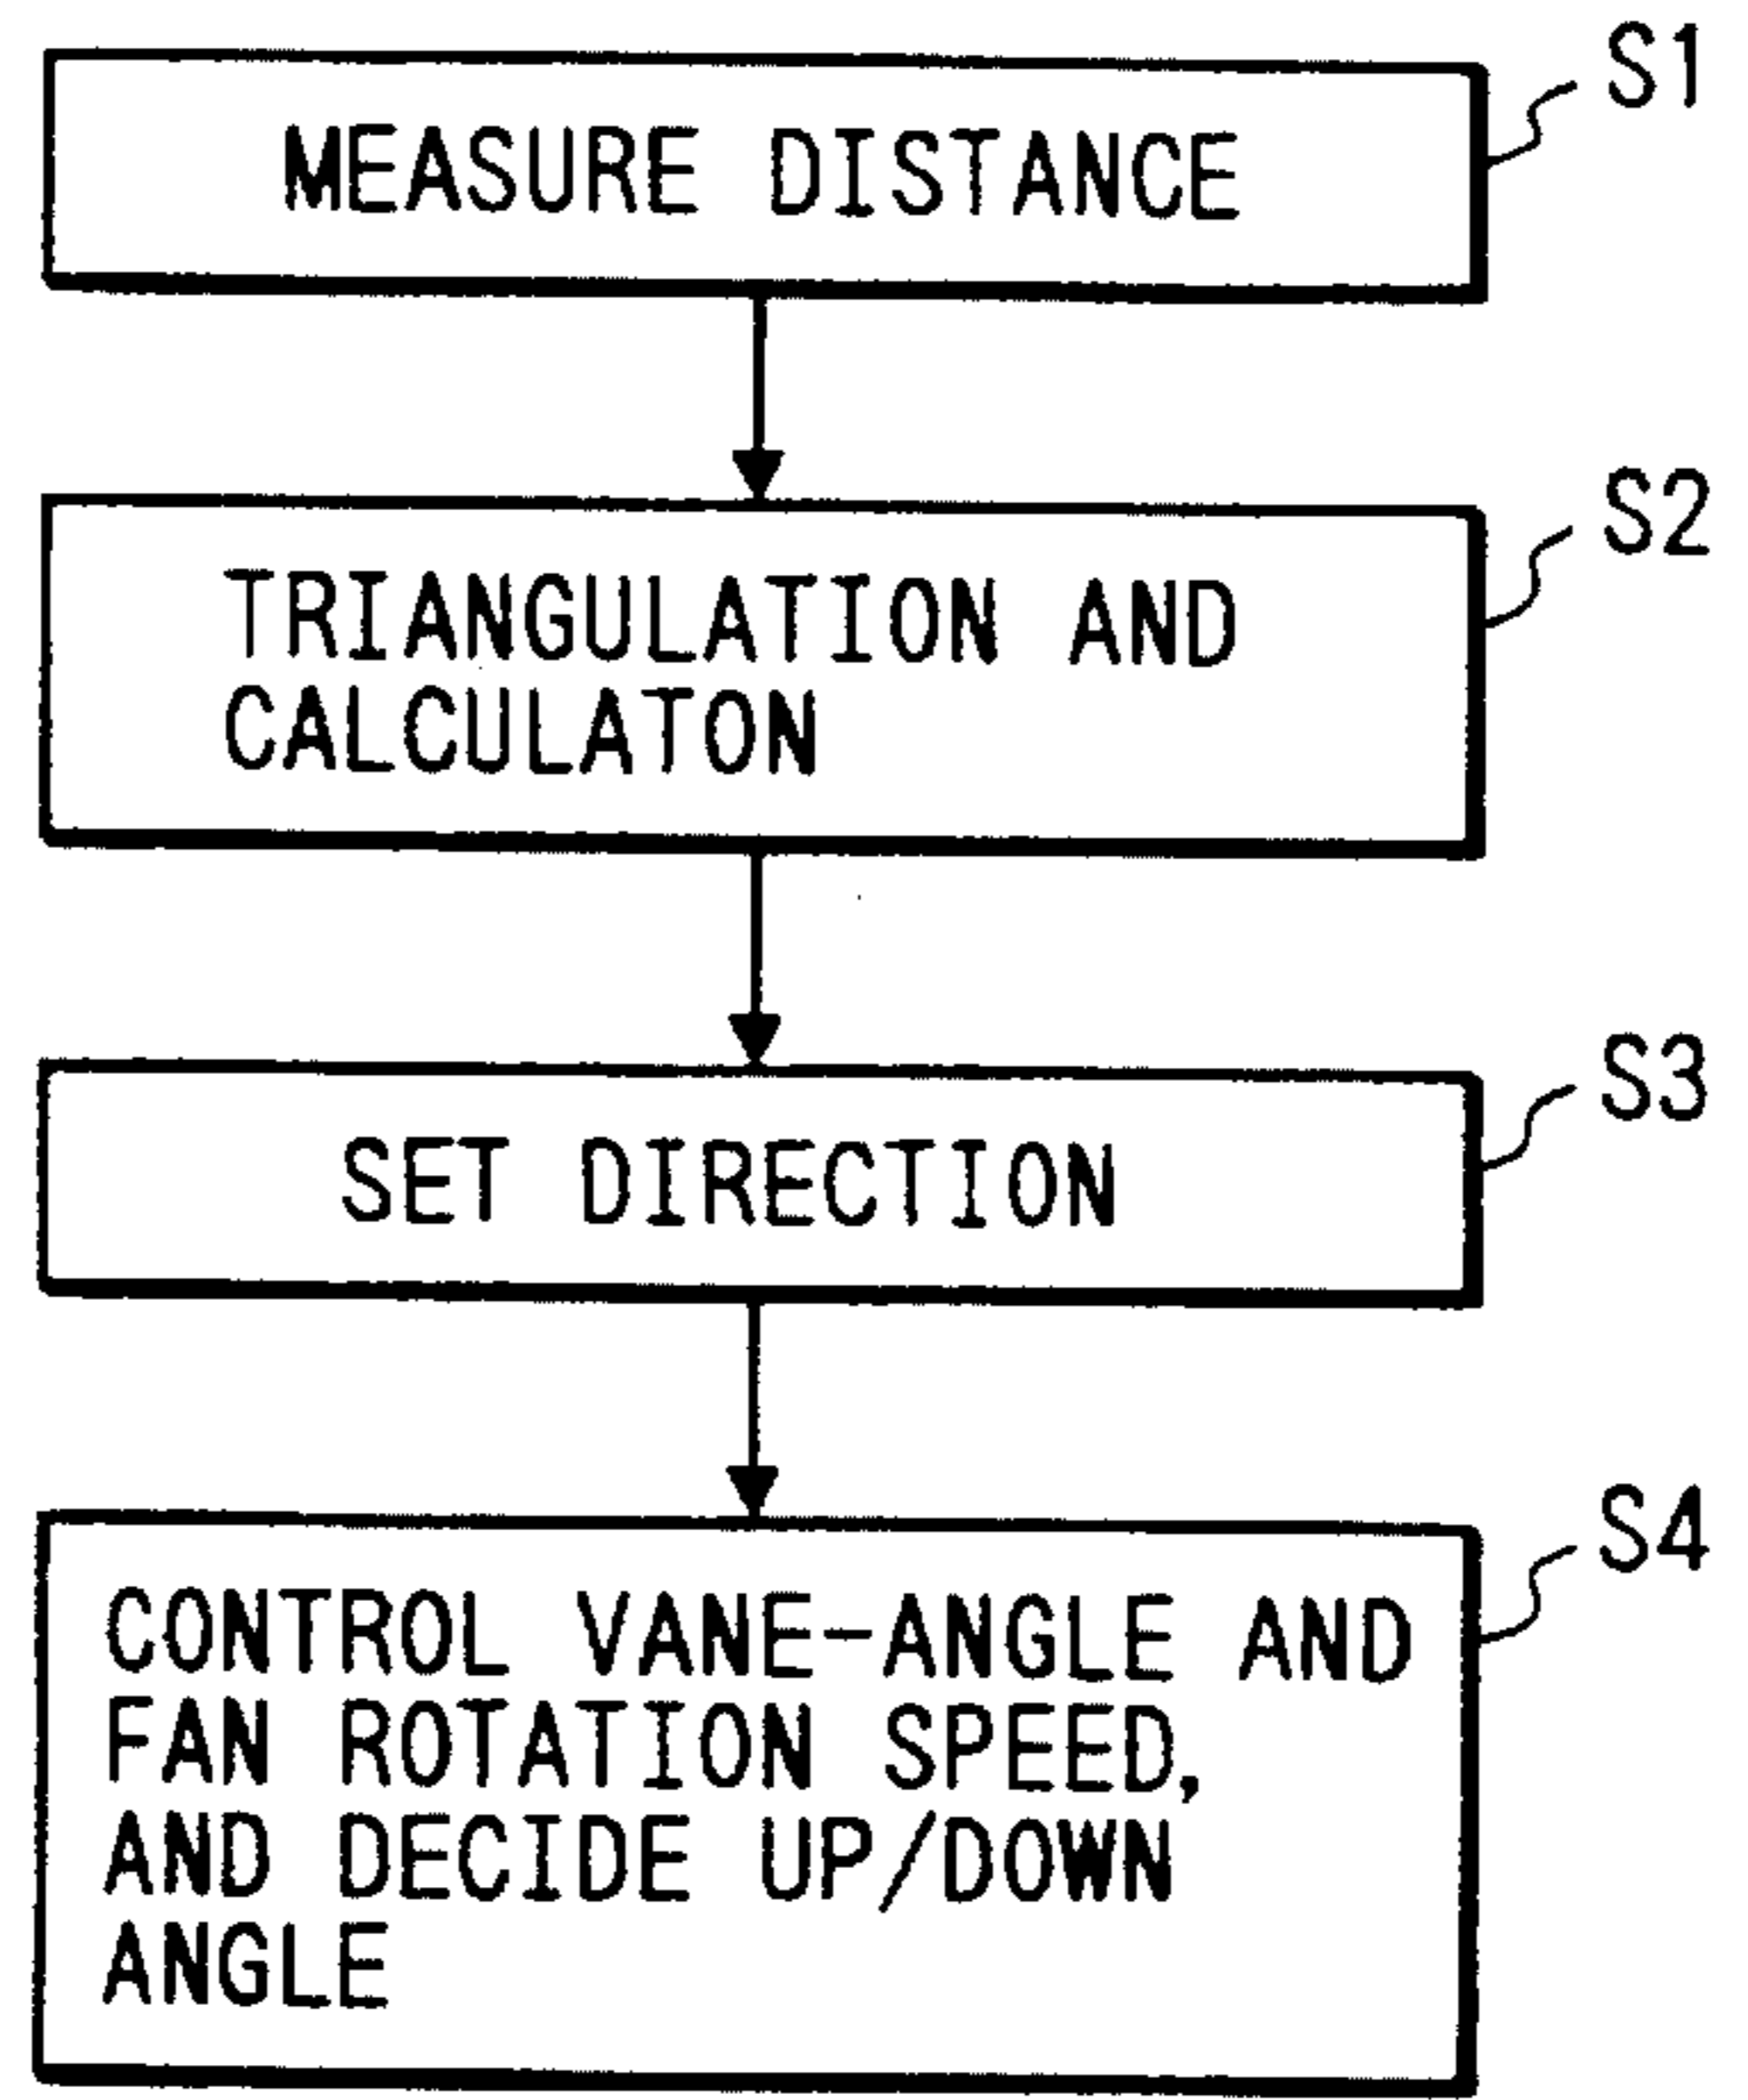 S1
MEASURE DISTANCE
S2
TRIANGULATION AND
CALCULATON
S3
SET DIRECTION
S4
CONTROL VANE-ANGLE AND
FAN ROTATION SPEED,
AND DECIDE UP/DOWN
ANGLE